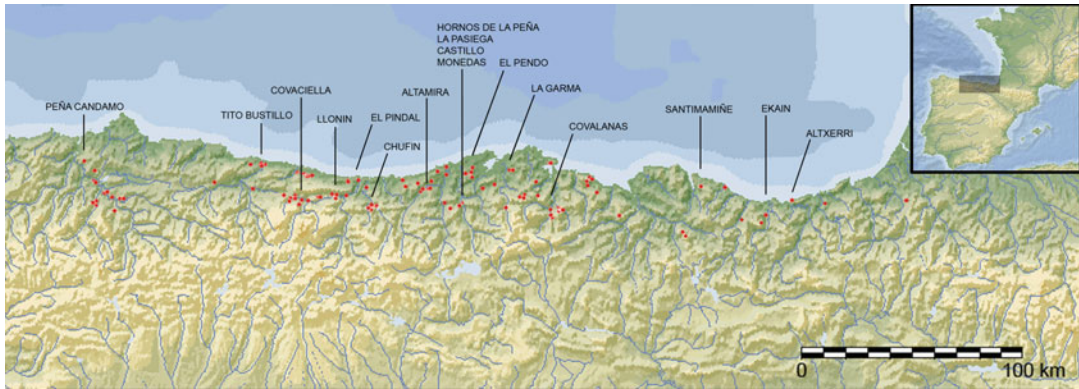 HORNOS DE LA PEÑA
LA PASIEGA
CASTILLO
MONEDAS
EL PENDO
PEÑA CANDAMO
TITO BUSTILLO
COVACIELLA
LLONIN
EL PINDAL
CHUFIN
ALTAMIRA
LA GARMA
COVALANAS
SANTIMAMIÑE
EKAIN
ALTXERRI
0
100 km